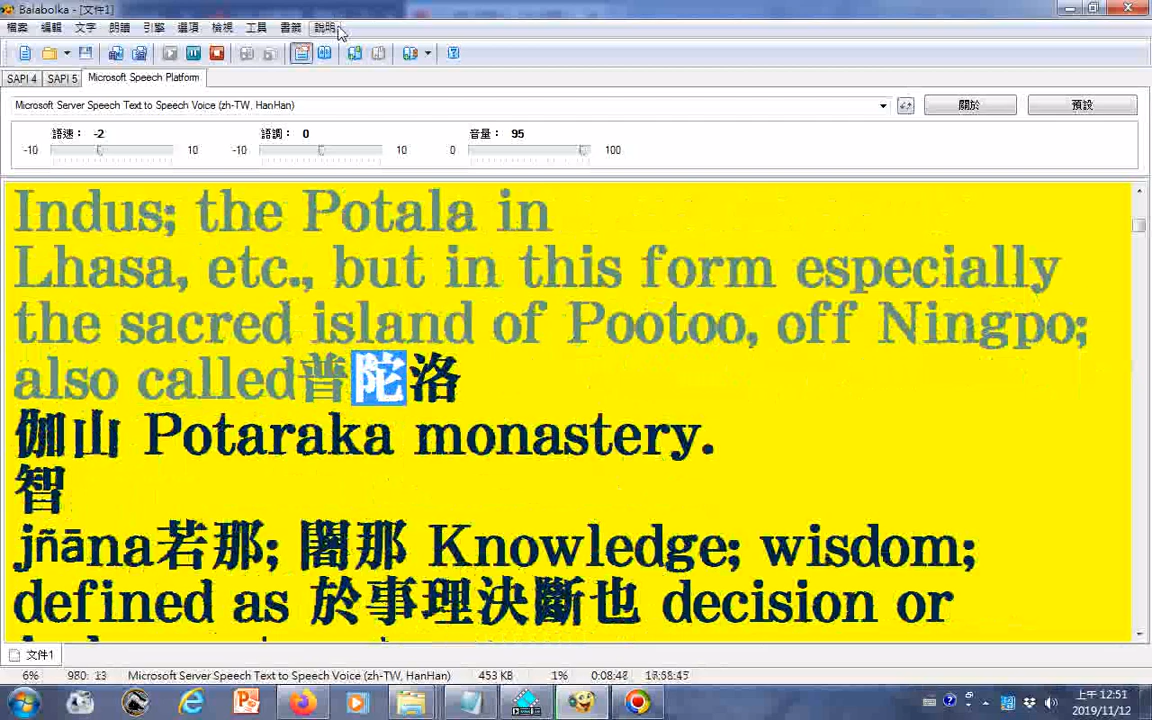 Balabolka - [文件1]
檔案 編輯 文字 朗讀 引擎 選項 檢視 工具 書籤 說明
SAPI 4 SAPI 5 Microsoft Speech Platform
Microsoft Server Speech Text to Speech Voice (zh-TW, HanHan) 關於 預設
語速： -2 語調： 0 音量： 95
-10 10 -10 10 0 100
Indus; the Potala in
Lhasa, etc., but in this form especially
the sacred island of Pootoo, off Ningpo;
also called普陀洛
伽山 Potaraka monastery.
智
jñāna若那; 闍那 Knowledge; wisdom;
defined as 於事理決斷也 decision or
文件1
6% 980: 13 Microsoft Server Speech Text to Speech Voice (zh-TW, HanHan) 453 KB 1% 0:08:48
上午 12:51
2019/11/12